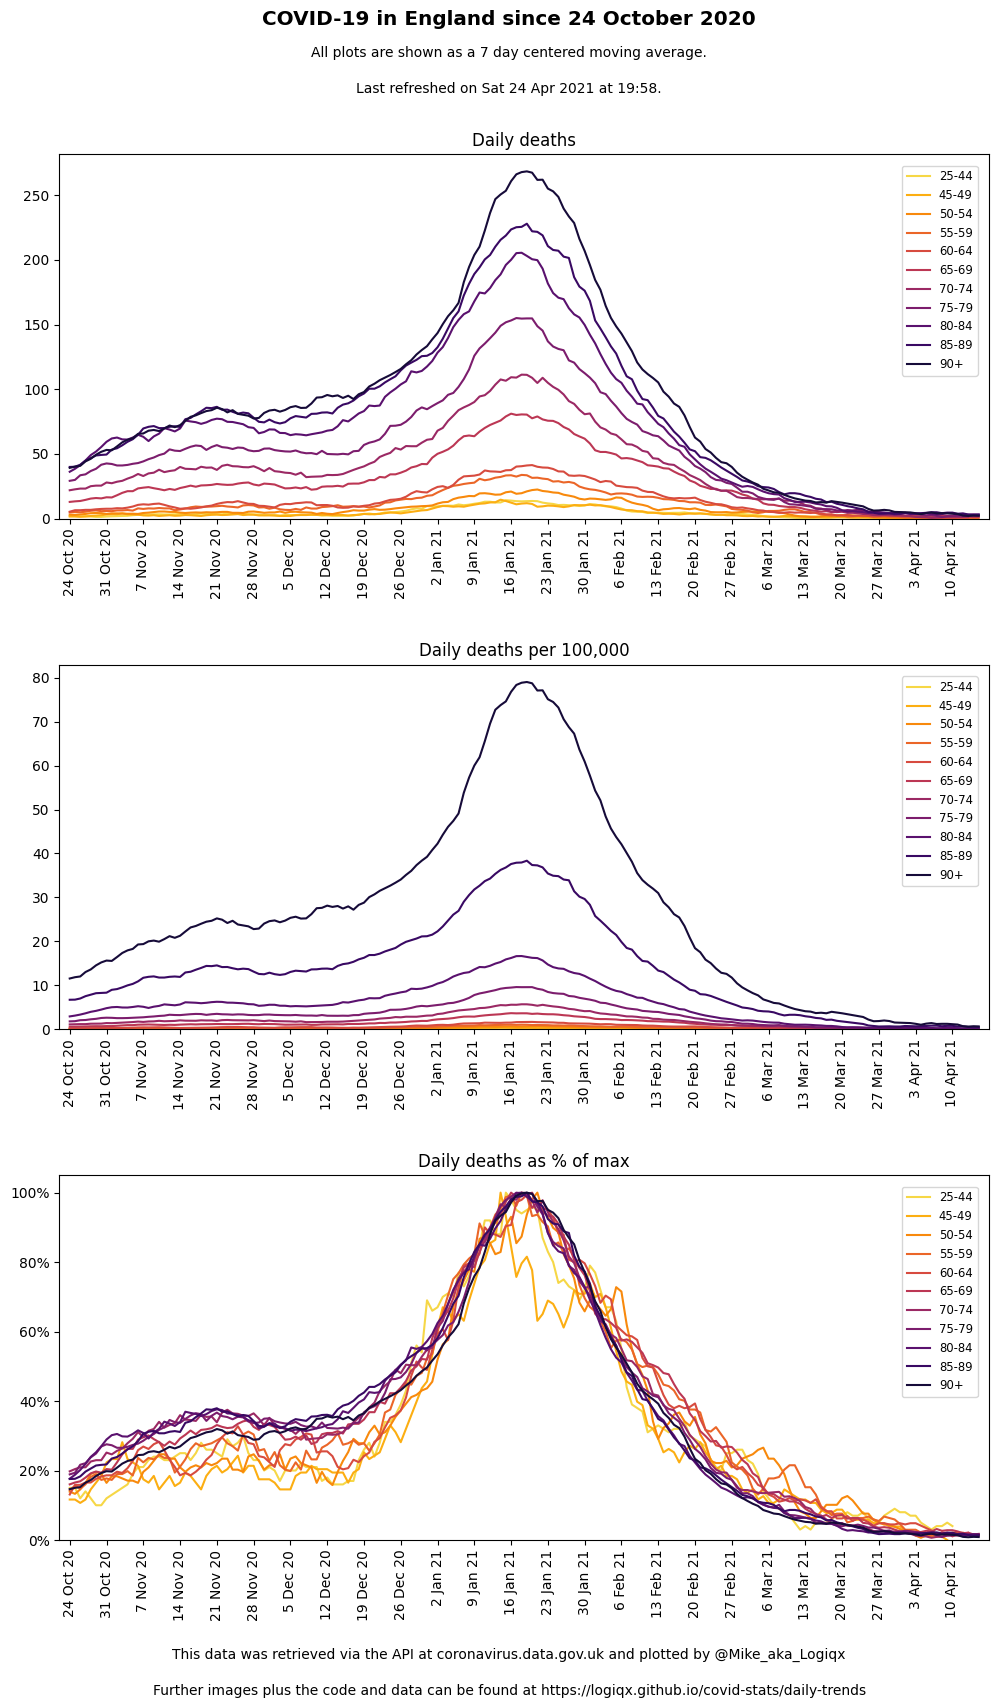 COVID-19 in England since 24 October 2020
All plots are shown as a 7 day centered moving average.
Last refreshed on Sat 24 Apr 2021 at 19:58.
Daily deaths
250
200
150
100
50
0
25-44
45-49
50-54
55-59
60-64
65-69
70-74
75-79
80-84
85-89
90+
24 Oct 20
31 Oct 20
7 Nov 20
14 Nov 20
21 Nov 20
28 Nov 20
5 Dec 20
12 Dec 20
19 Dec 20
26 Dec 20
2 Jan 21
9 Jan 21
16 Jan 21
23 Jan 21
30 Jan 21
6 Feb 21
13 Feb 21
20 Feb 21
27 Feb 21
6 Mar 21
13 Mar 21
20 Mar 21
27 Mar 21
3 Apr 21
10 Apr 21
Daily deaths per 100,000
80
70
60
50
40
30
20
10
0
25-44
45-49
50-54
55-59
60-64
65-69
70-74
75-79
80-84
85-89
90+
24 Oct 20
31 Oct 20
7 Nov 20
14 Nov 20
21 Nov 20
28 Nov 20
5 Dec 20
12 Dec 20
19 Dec 20
26 Dec 20
2 Jan 21
9 Jan 21
16 Jan 21
23 Jan 21
30 Jan 21
6 Feb 21
13 Feb 21
20 Feb 21
27 Feb 21
6 Mar 21
13 Mar 21
20 Mar 21
27 Mar 21
3 Apr 21
10 Apr 21
Daily deaths as % of max
100%
80%
60%
40%
20%
0%
25-44
45-49
50-54
55-59
60-64
65-69
70-74
75-79
80-84
85-89
90+
24 Oct 20
31 Oct 20
7 Nov 20
14 Nov 20
21 Nov 20
28 Nov 20
5 Dec 20
12 Dec 20
19 Dec 20
26 Dec 20
2 Jan 21
9 Jan 21
16 Jan 21
23 Jan 21
30 Jan 21
6 Feb 21
13 Feb 21
20 Feb 21
27 Feb 21
6 Mar 21
13 Mar 21
20 Mar 21
27 Mar 21
3 Apr 21
10 Apr 21
This data was retrieved via the API at coronavirus.data.gov.uk and plotted by @Mike_aka_Logiqx
Further images plus the code and data can be found at https://logiqx.github.io/covid-stats/daily-trends